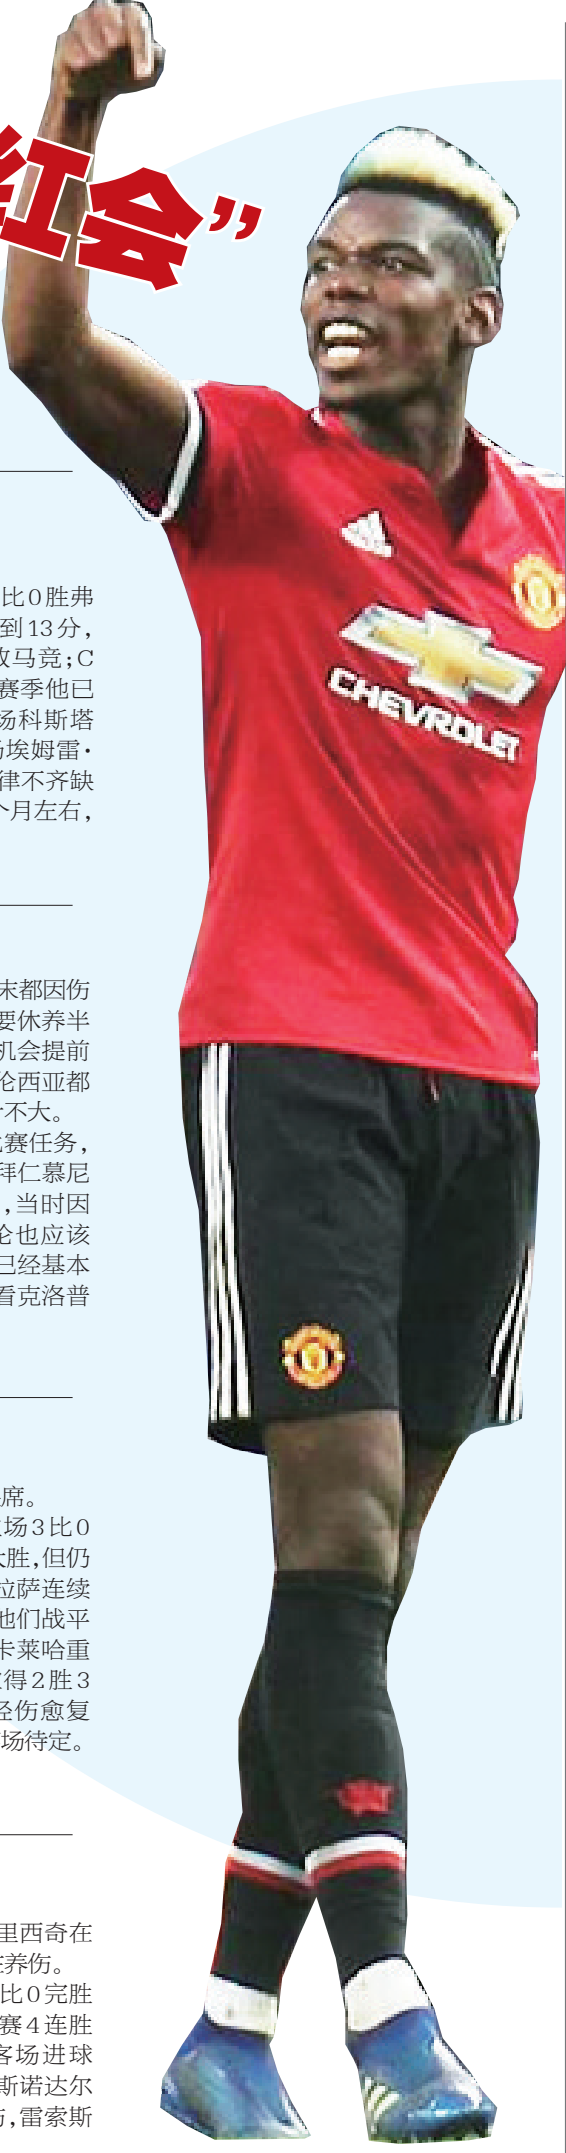 红会”
比0胜弗
到13分，
马竞；C
赛季他已
场科斯塔
埃姆雷·
律不齐缺
个月左右，
末都因伤
要休养半
机会提前
伦西亚都
不大。
赛任务，
拜仁慕尼
，当时因
伦也应该
已经基本
看克洛普
席。
场3比0
大胜，但仍
拉萨连续
他们战平
卡莱哈重
得2胜3
经伤愈复
场待定。
里西奇在
养伤。
比0完胜
赛4连胜
客场进球
斯诺达尔
，雷索斯
CHEVROLET